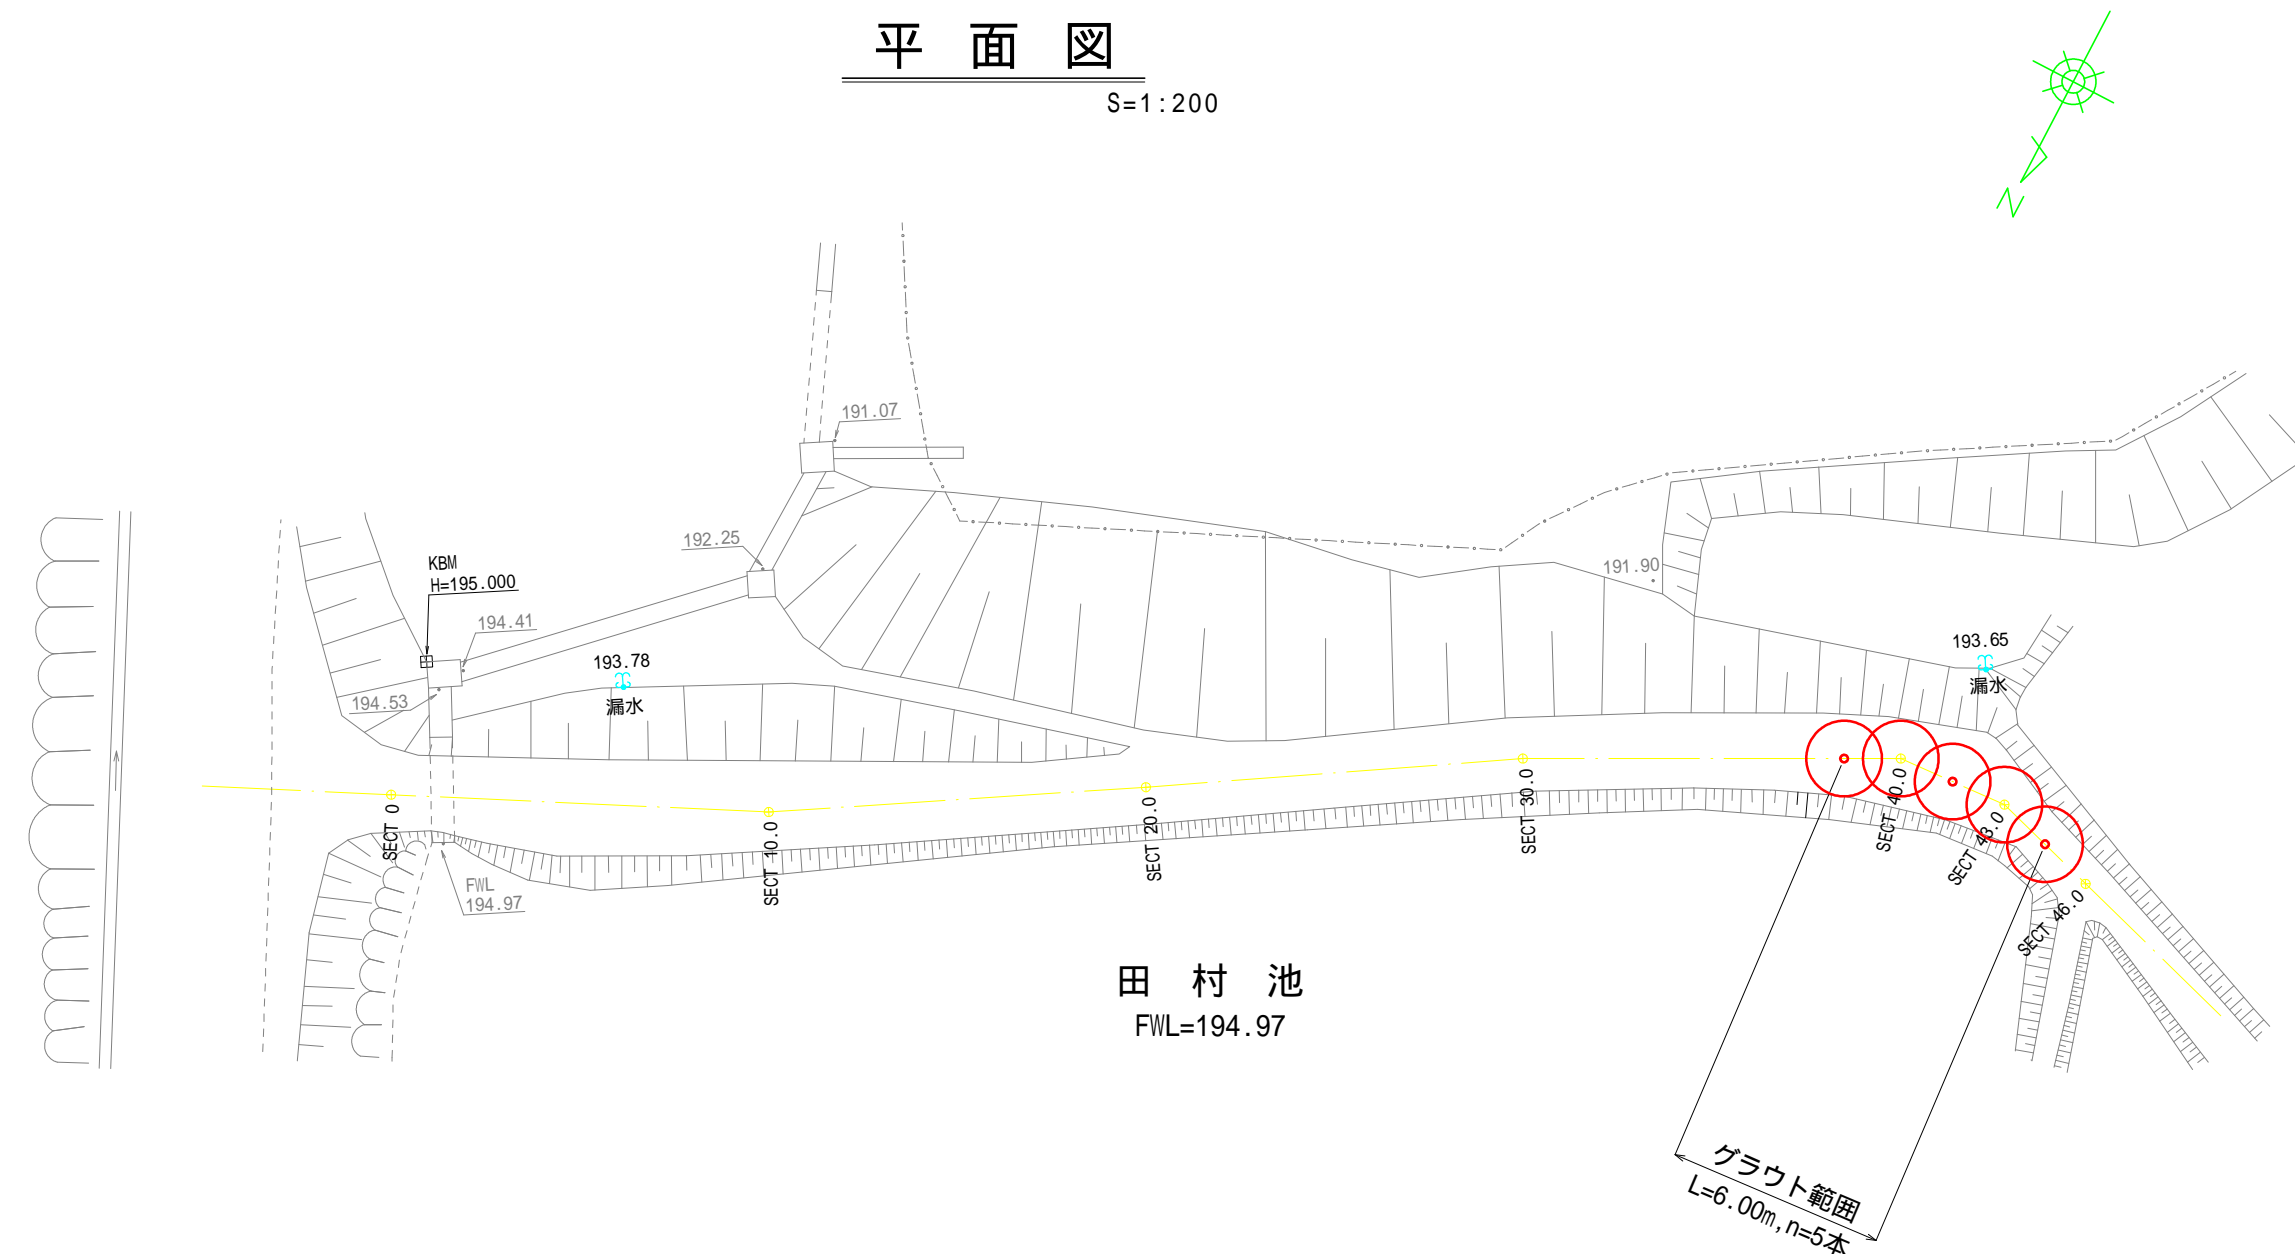 平 面 図
S=1:200
N
191.07
192.25
KBM
H=195.000
194.41
193.78
漏水
194.53
191.90
193.65
漏水
SECT 0
SECT 10.0
SECT 20.0
SECT 30.0
SECT 40.0
SECT 43.0
SECT 46.0
FWL
194.97
田 村 池
FWL=194.97
グラウト範囲
L=6.00m,n=5本